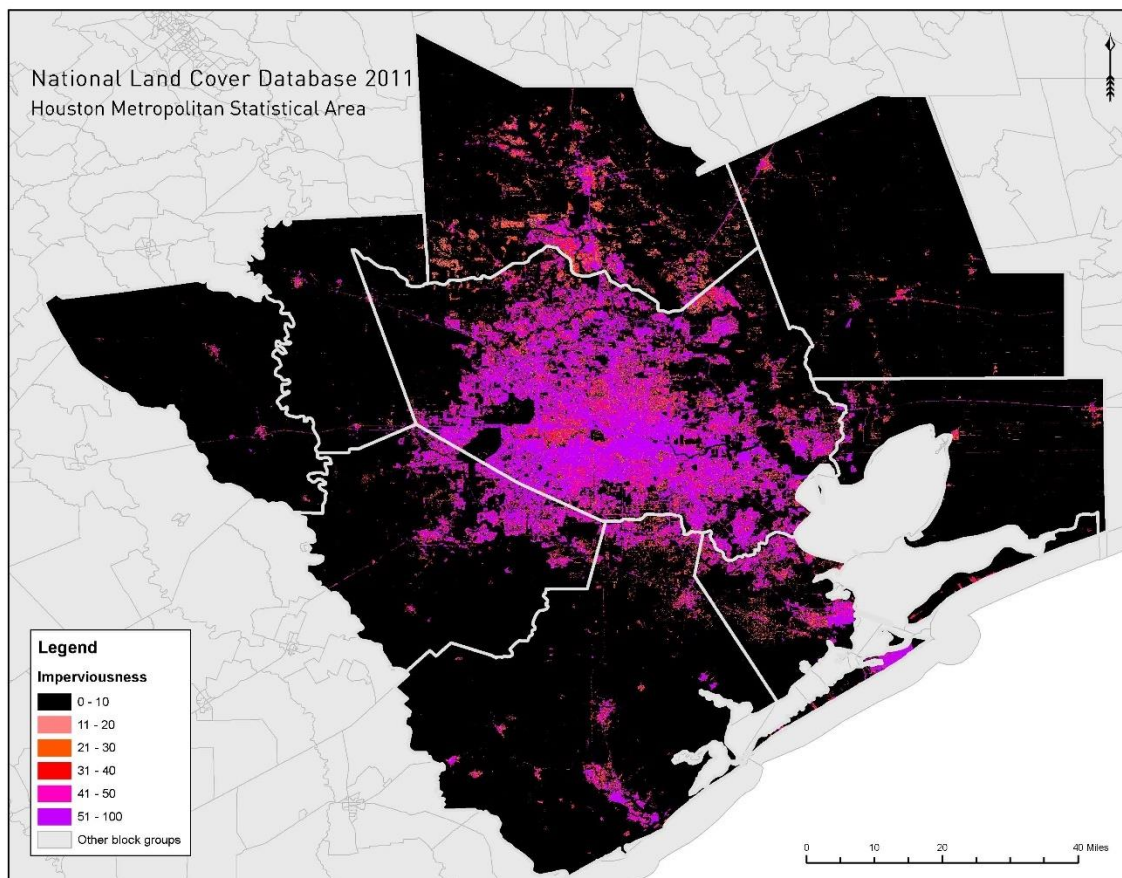 National Land Cover Database 2011
Houston Metropolitan Statistical Area
Legend
Imperviousness
0 - 10
11 - 20
21 - 30
31 - 40
41 - 50
51 - 100
Other block groups
0 10 20 40 Miles